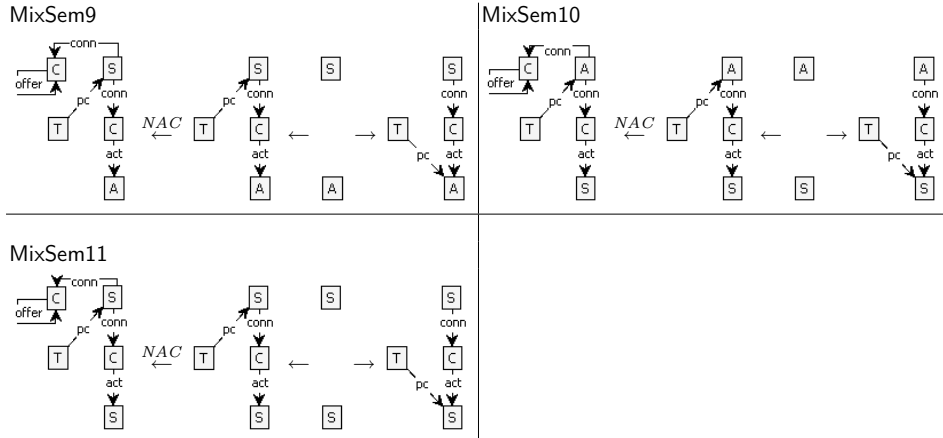 MixSem9
conn
C S S S S
offer conn conn conn
pc pc
T C NAC T C T C
← ← →
act act pc act
A A A A
MixSem10
conn
C A A A A
offer conn conn conn
pc pc
T C NAC T C T C
← ← →
act act pc act
S S S S
MixSem11
conn
C S S S S
offer conn conn conn
pc pc
T C NAC T C T C
← ← →
act act pc act
S S S S